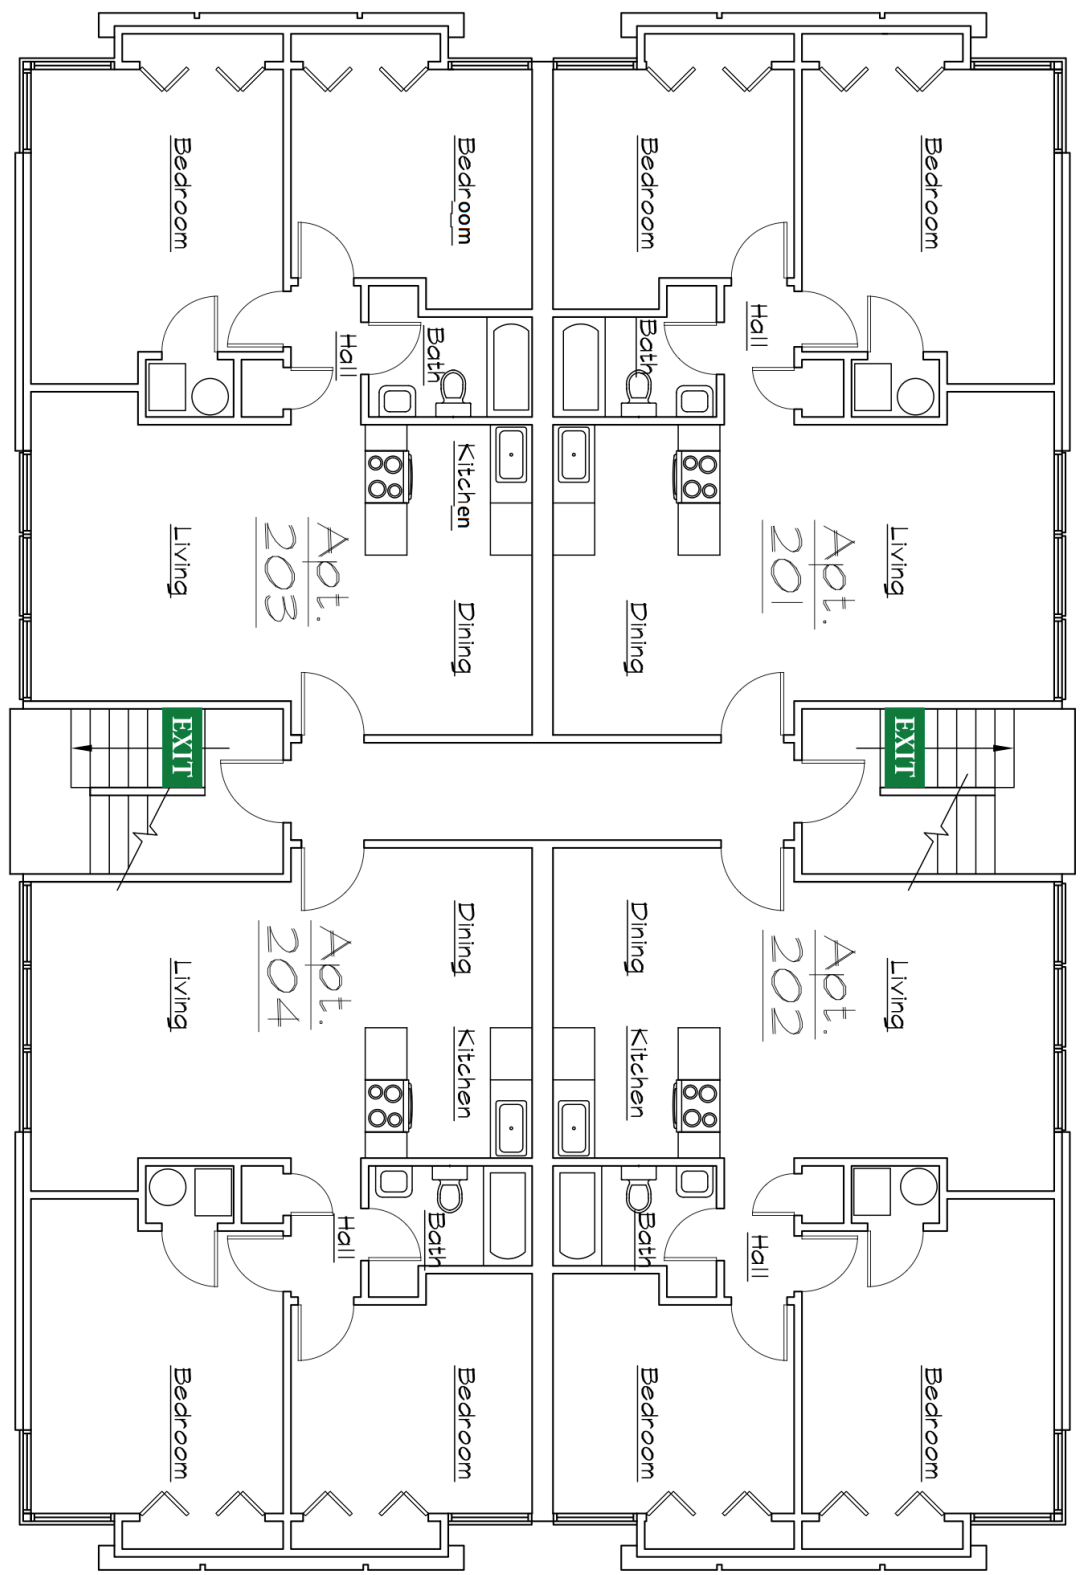 Bedroom
Bedroom
Bedroom
Bedroom
Hall
Bath
Bath
Hall
Kitchen
Living
Apt.
203
Dining
Dining
Apt.
201
Living
EXIT
EXIT
Living
Apt.
204
Dining
Kitchen
Dining
Kitchen
Apt.
202
Living
Hall
Bath
Bath
Hall
Bedroom
Bedroom
Bedroom
Bedroom